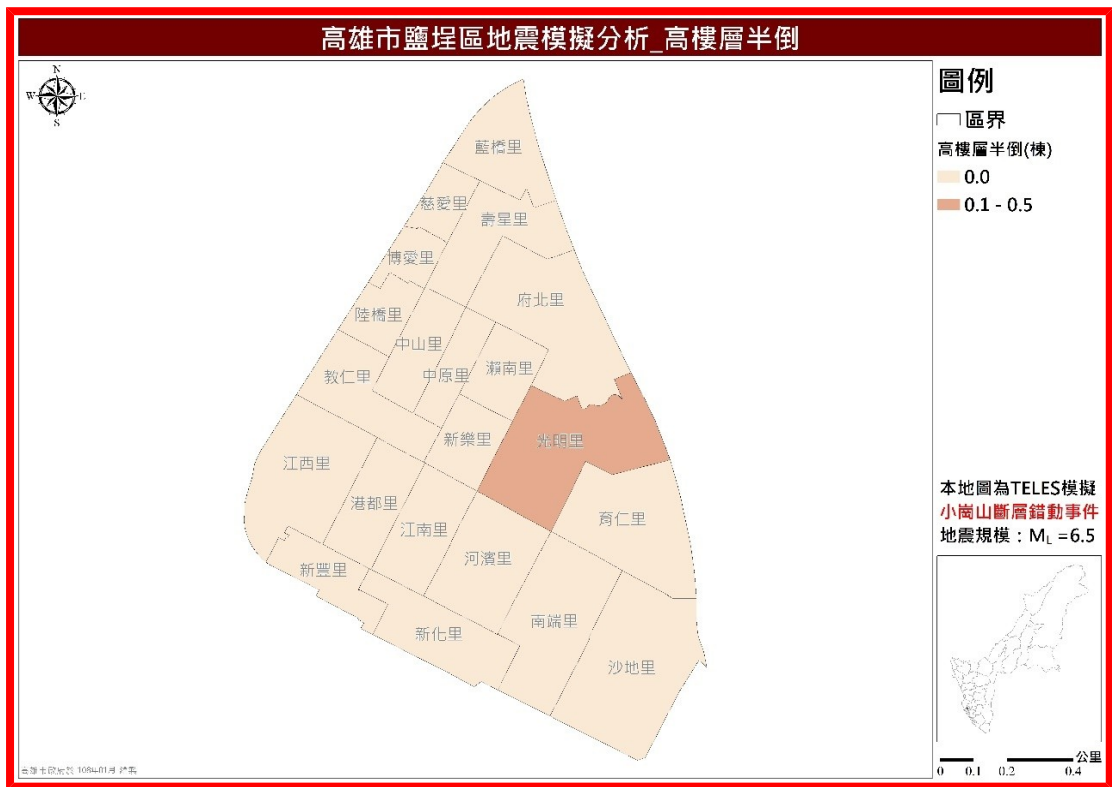 高雄市鹽埕區地震模擬分析_高樓層半倒
N
W
E
S
圖例
區界
高樓層半倒(棟)
0.0
0.1 - 0.5
藍橋里
慈愛里
壽星里
博愛里
府北里
陸橋里
中山里
瀨南里
中原里
教仁里
新樂里
光明里
江西里
港都里
育仁里
江南里
河濱里
新豐里
南端里
新化里
沙地里
本地圖為TELES模擬
小崗山斷層錯動事件
地震規模：ML =6.5
公里
0 0.1 0.2 0.4